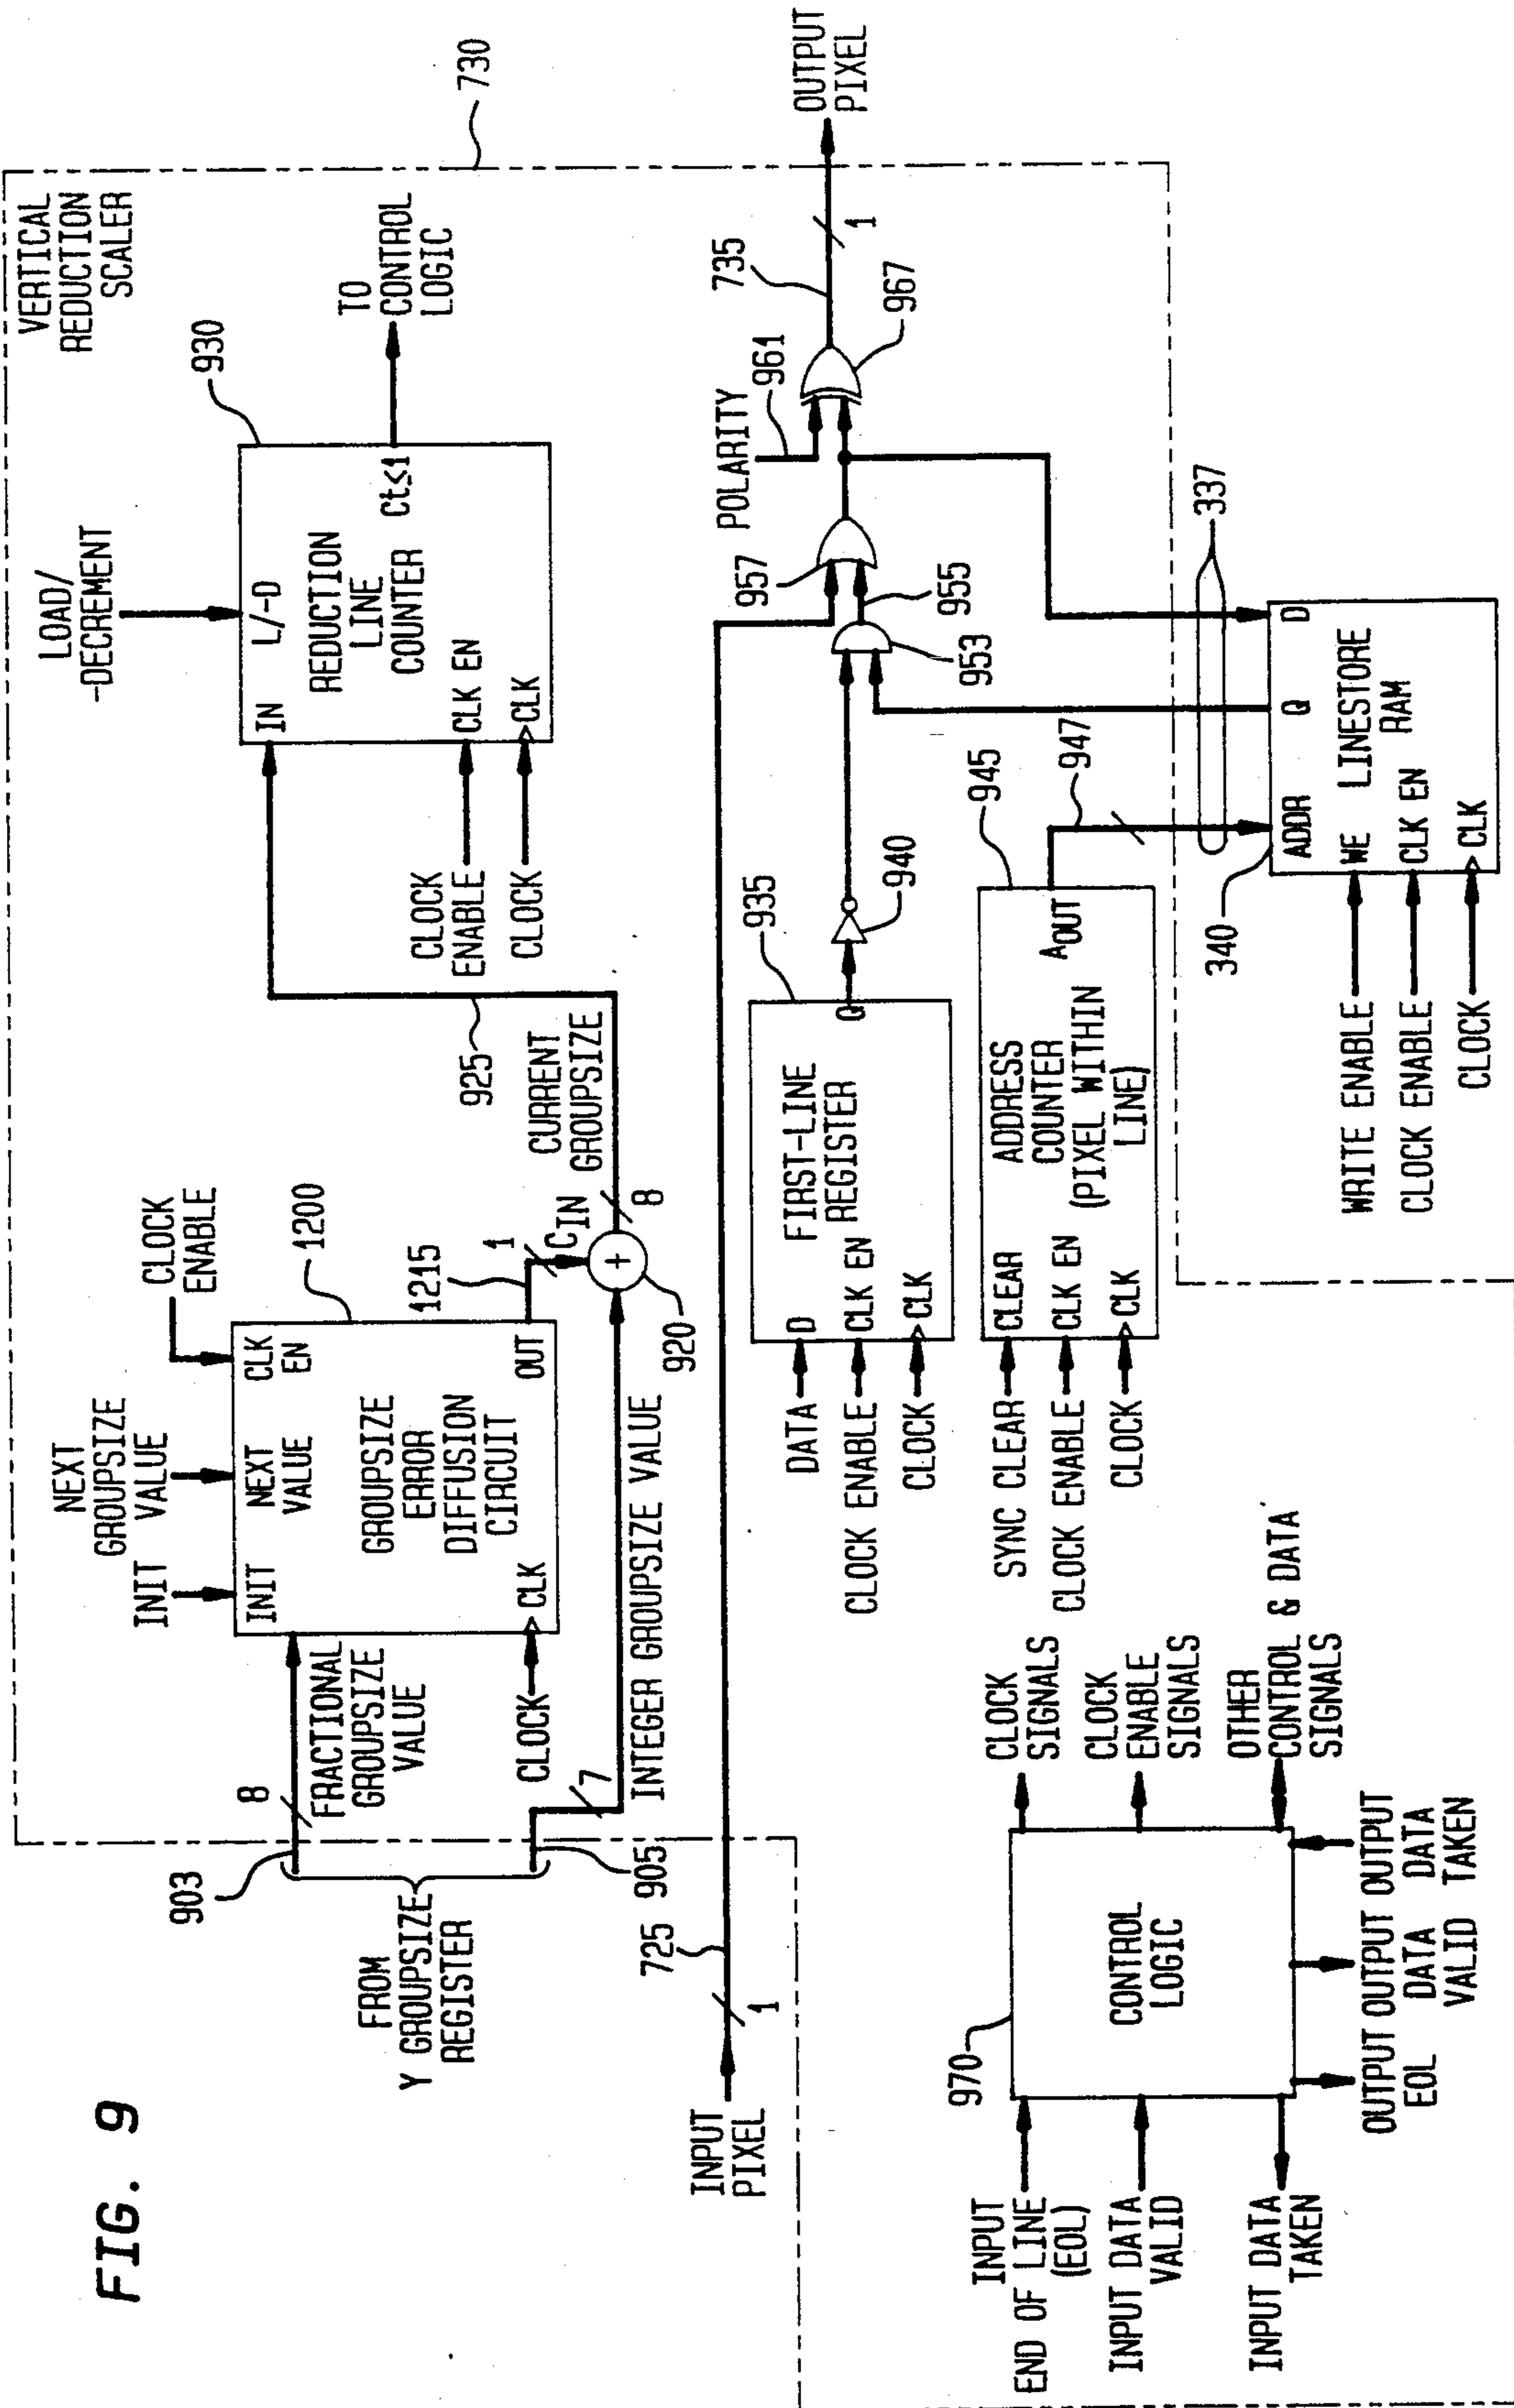 FIG. 9
VERTICAL
REDUCTION
SCALER
730
NEXT
GROUPSIZE
VALUE
INIT
CLOCK
ENABLE
INIT
NEXT
VALUE
CLK
EN
GROUPSIZE
ERROR
DIFFUSION
CIRCUIT
CLK
OUT
1200
903
8
FRACTIONAL
GROUPSIZE
VALUE
CLOCK
FROM
Y GROUPSIZE
REGISTER
905
7
INTEGER GROUPSIZE VALUE
1215
1
CIN
920
8
CURRENT
GROUPSIZE
925
LOAD/
-DECREMENT
IN
L/-D
REDUCTION
LINE
COUNTER
CLK EN
CLK
Ct≤1
930
CLOCK
ENABLE
CLOCK
TO
CONTROL
LOGIC
INPUT
PIXEL
725
1
DATA
CLOCK ENABLE
CLOCK
D
CLK EN
CLK
FIRST-LINE
REGISTER
Q
935
940
SYNC CLEAR
CLOCK ENABLE
CLOCK
CLEAR
CLK EN
CLK
ADDRESS
COUNTER
(PIXEL WITHIN
LINE)
AOUT
945
947
957
953
955
POLARITY
961
967
735
1
OUTPUT
PIXEL
337
340
WRITE ENABLE
CLOCK ENABLE
CLOCK
ADDR
Q
D
WE
LINESTORE
RAM
CLK EN
CLK
970
CONTROL
LOGIC
INPUT
END OF LINE
(EOL)
INPUT DATA
VALID
INPUT DATA
TAKEN
CLOCK
SIGNALS
CLOCK
ENABLE
SIGNALS
OTHER
CONTROL & DATA
SIGNALS
OUTPUT
EOL
OUTPUT
DATA
VALID
OUTPUT
DATA
TAKEN